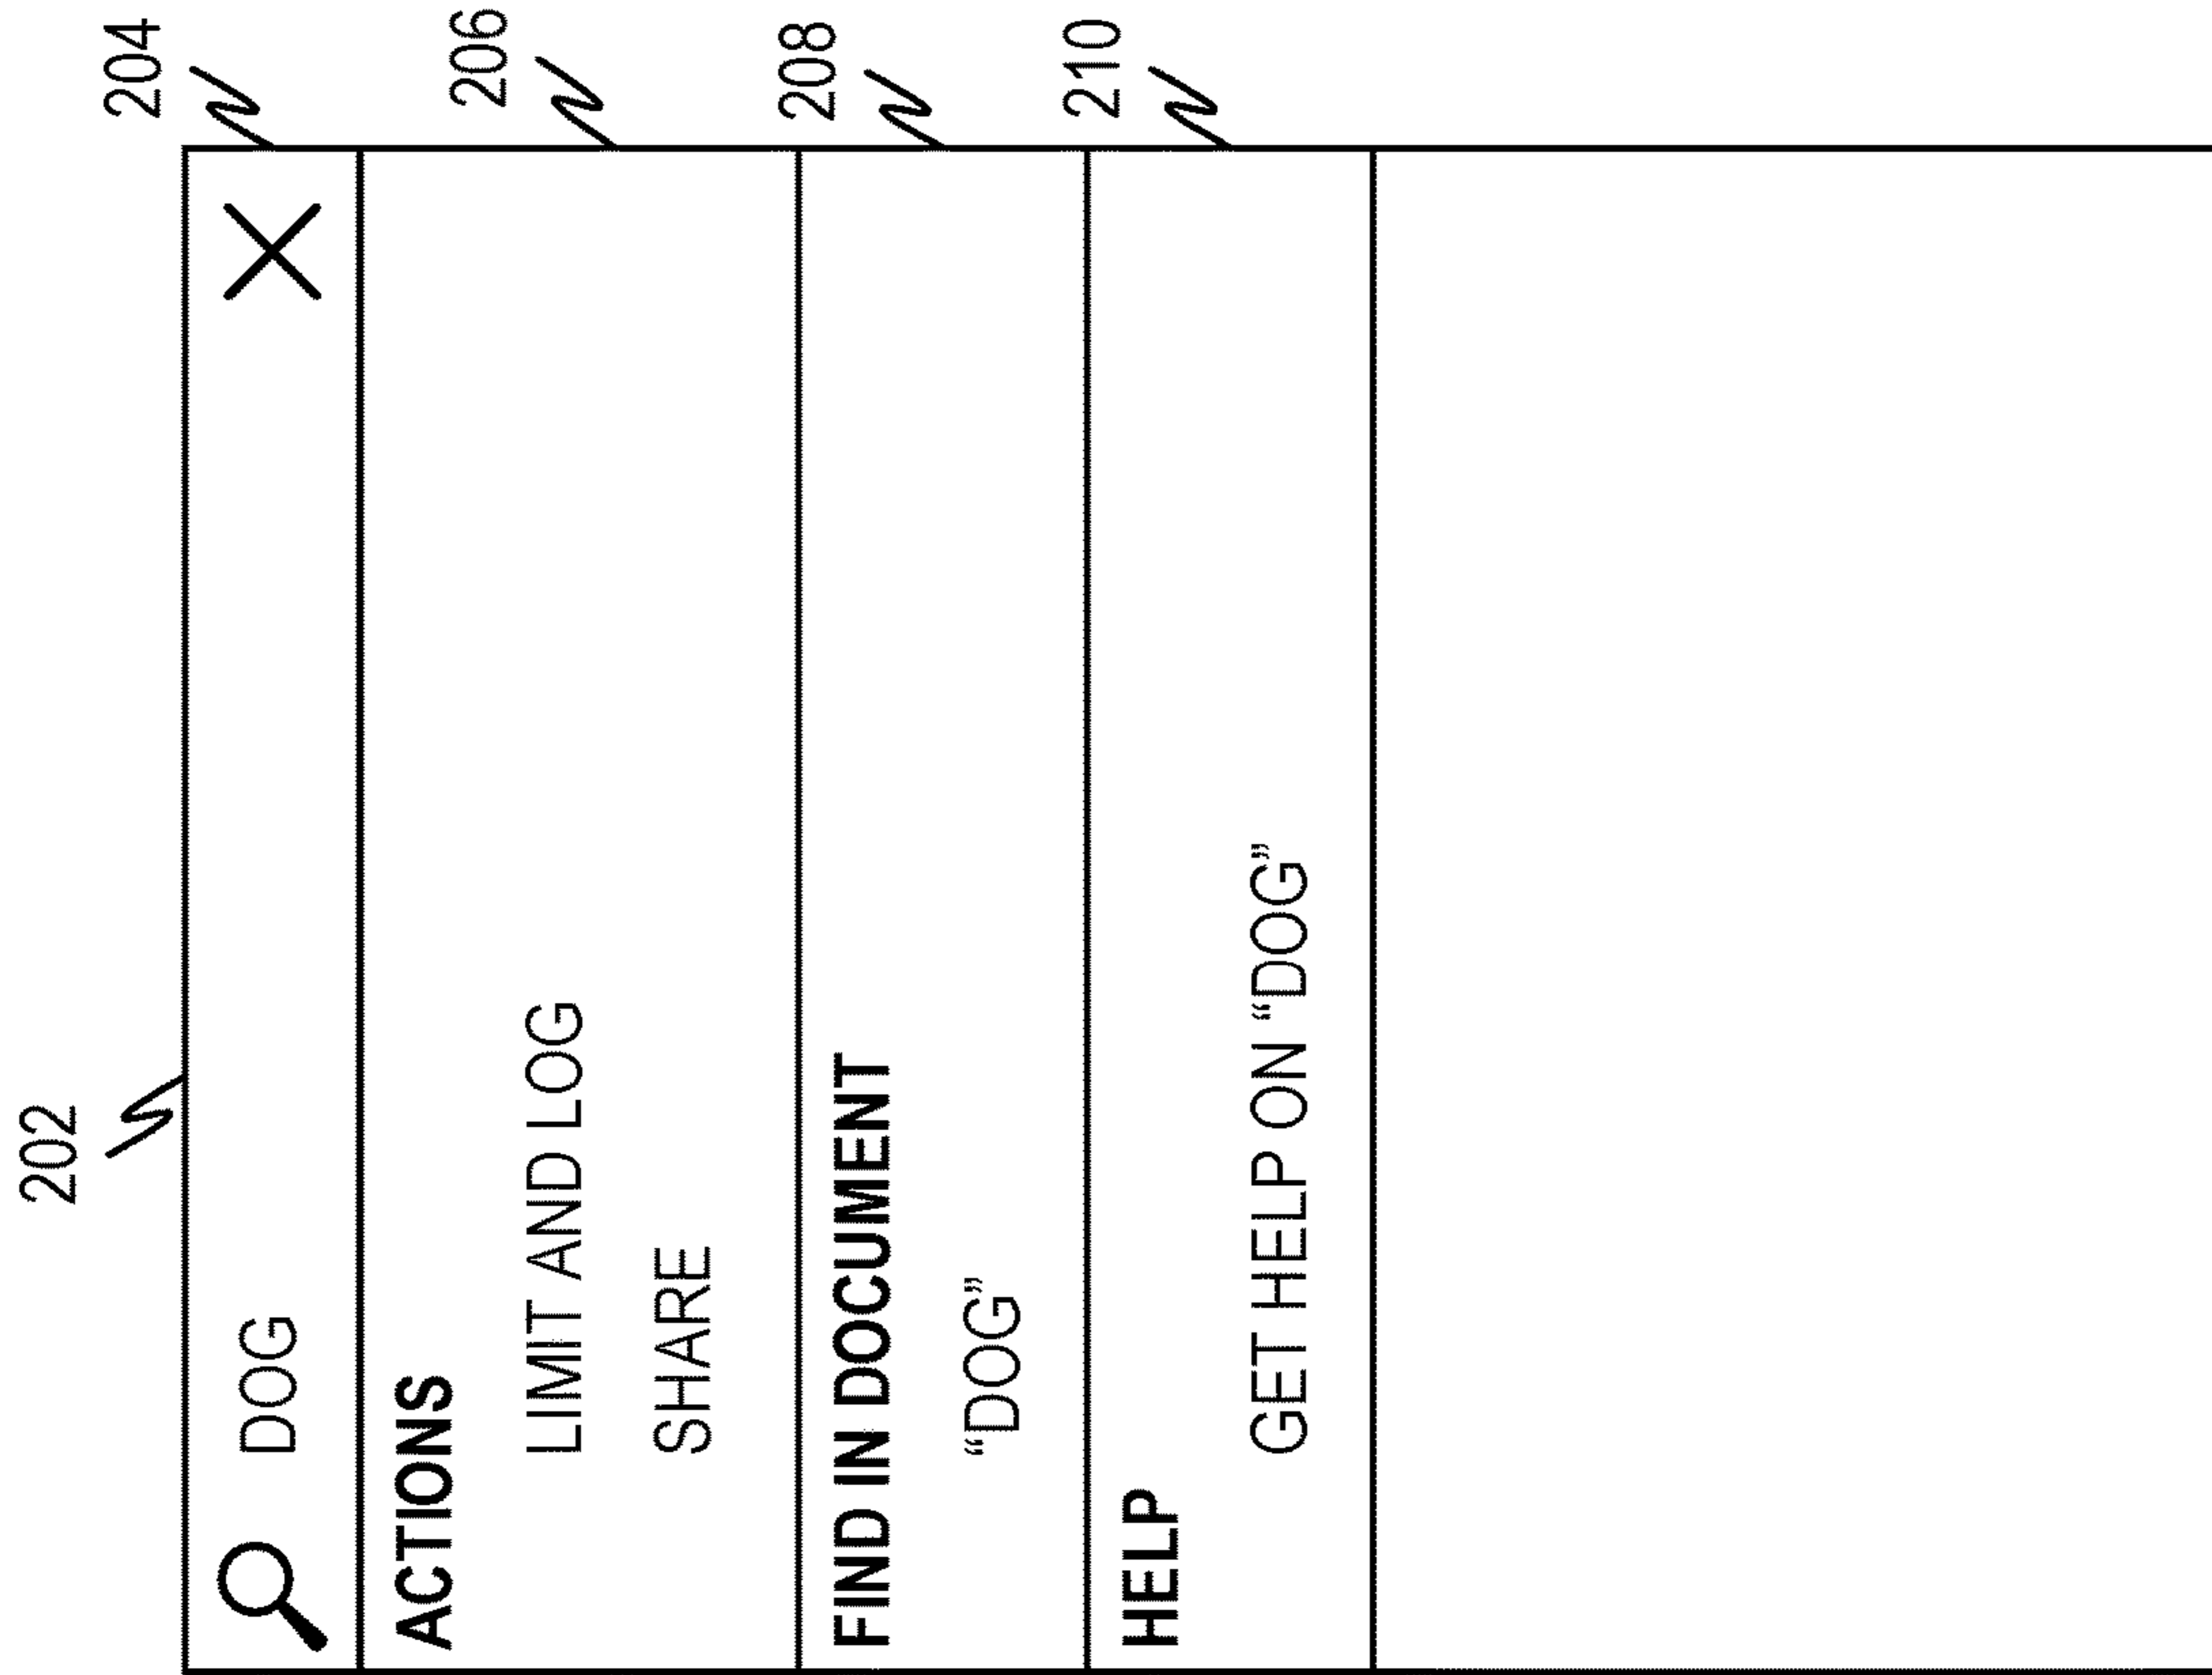 202
204
DOG
206
ACTIONS
LIMIT AND LOG
SHARE
208
FIND IN DOCUMENT
“DOG”
210
HELP
GET HELP ON “DOG”